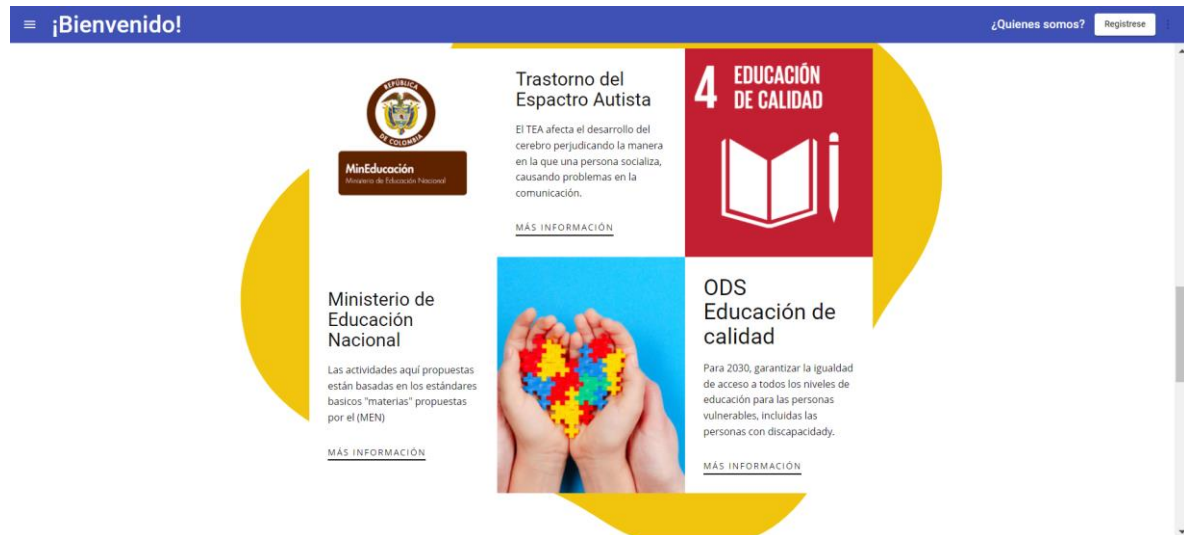 ¡Bienvenido!
¿Quienes somos?
Registrese
REPÚBLICA
DE COLOMBIA
MinEducación
Ministerio de Educación Nacional
Trastorno del
Espactro Autista
El TEA afecta el desarrollo del
cerebro perjudicando la manera
en la que una persona socializa,
causando problemas en la
comunicación.
MÁS INFORMACIÓN
4 EDUCACIÓN
DE CALIDAD
Ministerio de
Educación
Nacional
Las actividades aquí propuestas
están basadas en los estándares
basicos "materias" propuestas
por el (MEN)
MÁS INFORMACIÓN
ODS
Educación de
calidad
Para 2030, garantizar la igualdad
de acceso a todos los niveles de
educación para las personas
vulnerables, incluidas las
personas con discapacidady.
MÁS INFORMACIÓN